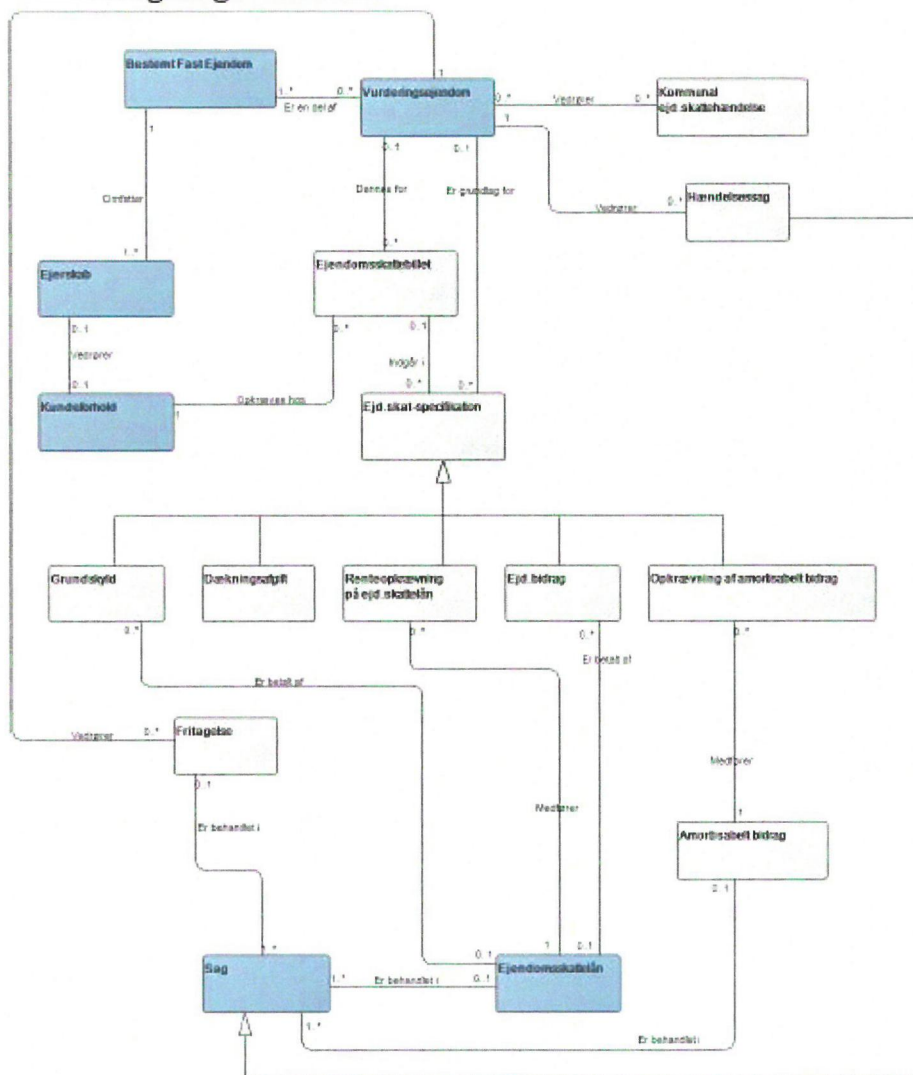 Bestemt Fast Ejendom
1..*
0..*
Er en del af
1
Vurderingsejendom
0..*
Vedrører
0..*
Kommunal
ejd.skattehændelse
1
1
0..1
0..1
Dannes for
Er grundlag for
Omfatter
0..*
Vedrører
Hændelsessag
1..*
0..*
Ejerskab
Ejendomsskattebillet
0..1
0..*
0..1
Vedrører
Indgår i
0..1
0..*
0..*
Kundeforhold
1
Opkræves hos
Ejd.skat-specifikation
Grundskyld
Dækningsafgift
Renteopkrævning
på ejd.skattelån
Ejd.bidrag
Opkrævning af amortisabelt bidrag
0..*
0..*
0..*
0..*
Er betalt af
Er betalt af
Vedrører
0..*
Fritagelse
0..1
Medfører
Medfører
Er behandlet i
1
Amortisabelt bidrag
0..1
1..*
0..1
1
0..1
Sag
1..*
Er behandlet i
0..1
Ejendomsskattelån
1..*
Er behandlet i